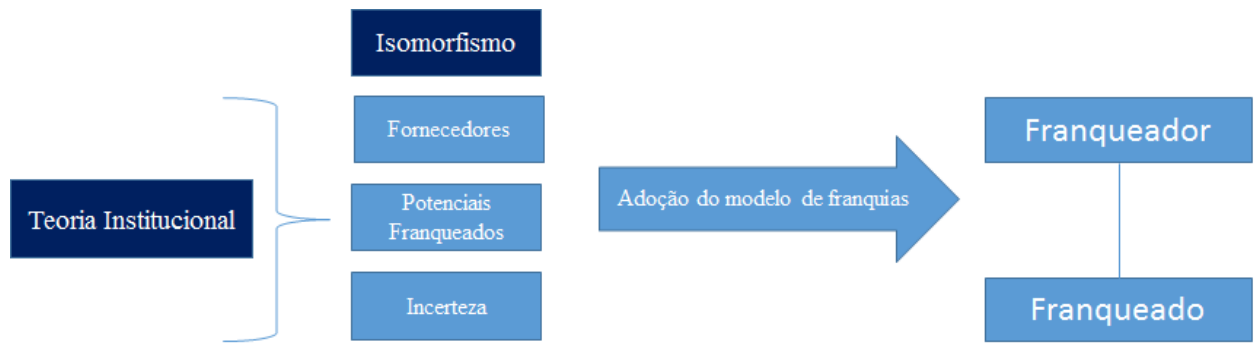 Isomorfismo
Teoria Institucional
Fornecedores
Potenciais
Franqueados
Incerteza
Adoção do modelo de franquias
Franqueador
Franqueado